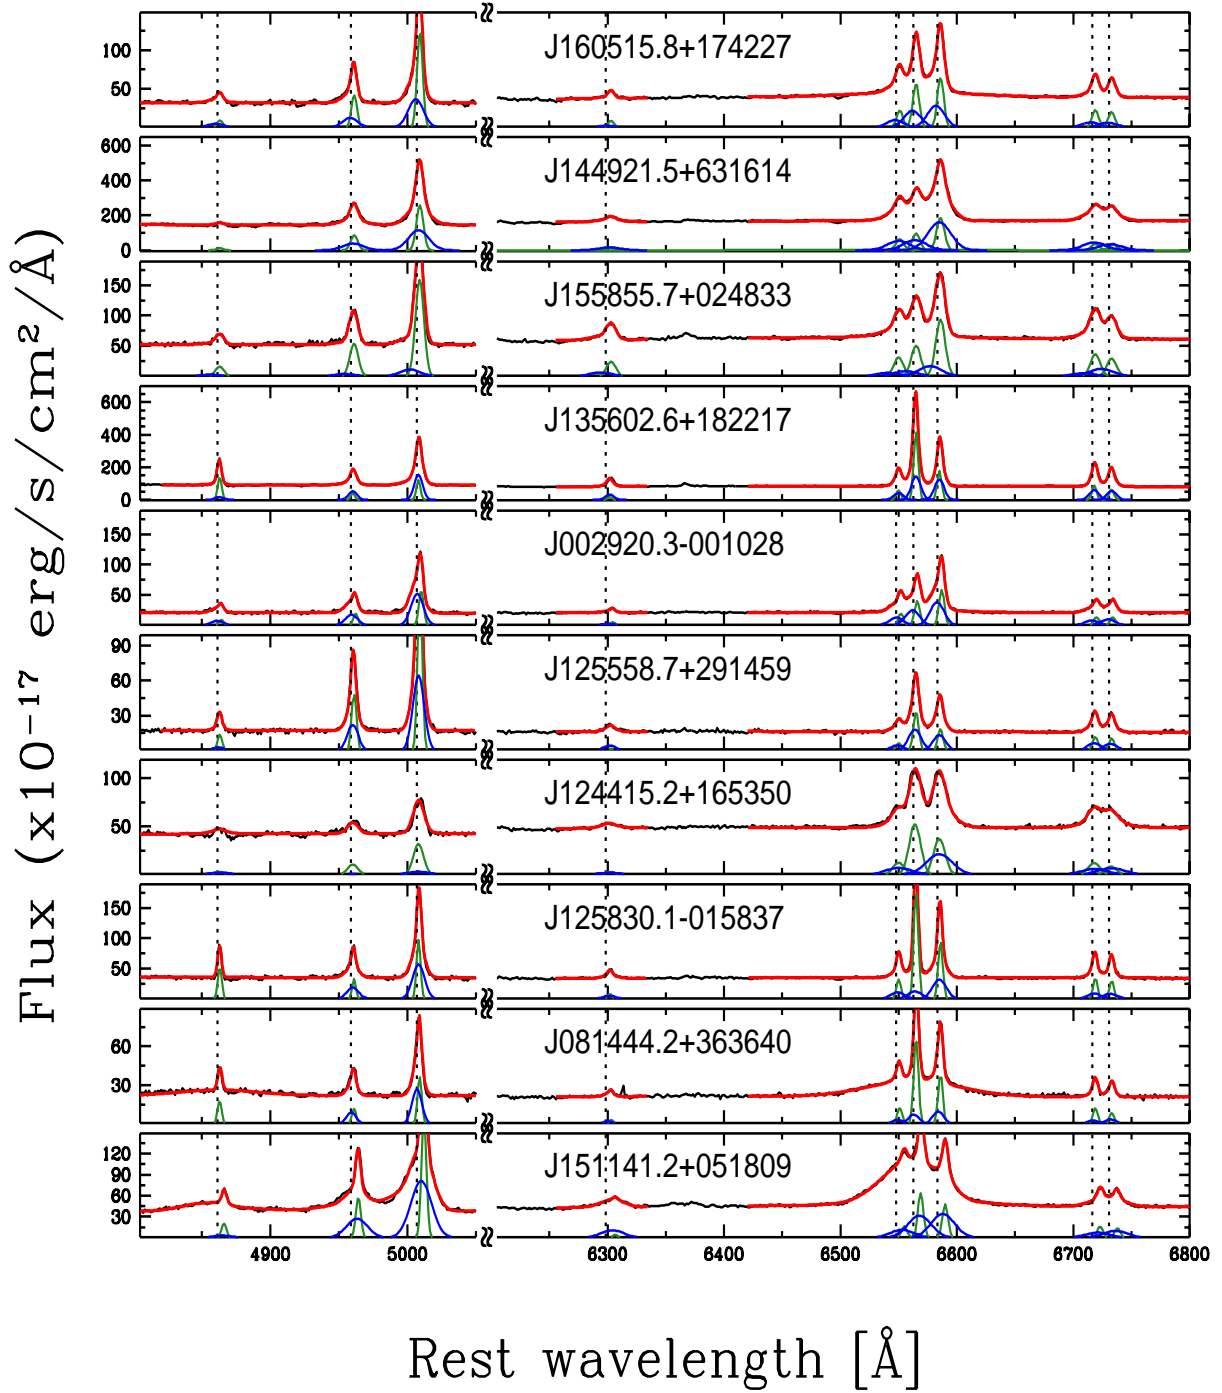 J160515.8+174227
100
50
J144921.5+631614
600
400
200
0
J155855.7+024833
150
100
50
J135602.6+182217
600
400
200
0
J002920.3-001028
150
100
50
J125558.7+291459
90
60
30
J124415.2+165350
100
50
J125830.1-015837
150
100
50
J081444.2+363640
60
30
J151141.2+051809
120
90
60
30
4900 5000 6300 6400 6500 6600 6700 6800
Rest wavelength [Å]
Flux (x10⁻¹⁷ erg/s/cm²/Å)